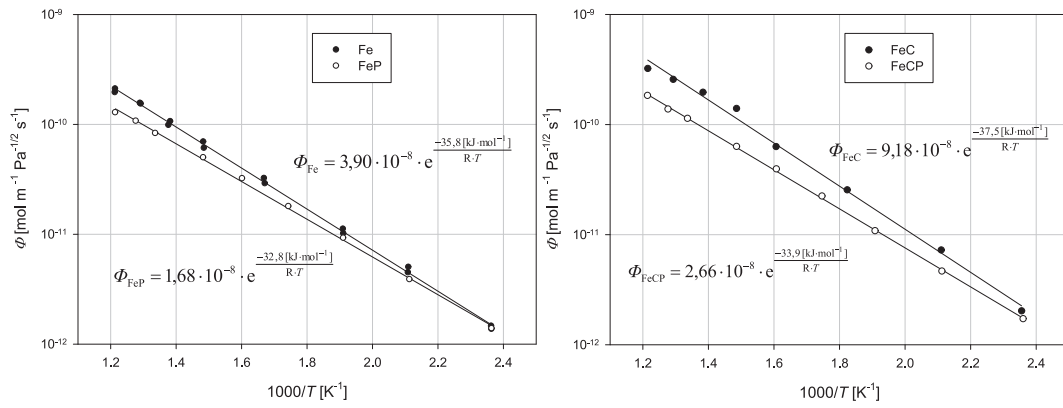 10⁻⁹
10⁻¹⁰
10⁻¹¹
10⁻¹²
Φ [mol m⁻¹ Pa⁻¹ᐟ² s⁻¹]
Fe
FeP
Φ_Fe = 3,90·10⁻⁸·e^(−35,8[kJ·mol⁻¹]/R·T)
Φ_FeP = 1,68·10⁻⁸·e^(−32,8[kJ·mol⁻¹]/R·T)
1.2 1.4 1.6 1.8 2.0 2.2 2.4
1000/T [K⁻¹]
10⁻⁹
10⁻¹⁰
10⁻¹¹
10⁻¹²
Φ [mol m⁻¹ Pa⁻¹ᐟ² s⁻¹]
FeC
FeCP
Φ_FeC = 9,18·10⁻⁸·e^(−37,5[kJ·mol⁻¹]/R·T)
Φ_FeCP = 2,66·10⁻⁸·e^(−33,9[kJ·mol⁻¹]/R·T)
1.2 1.4 1.6 1.8 2.0 2.2 2.4
1000/T [K⁻¹]